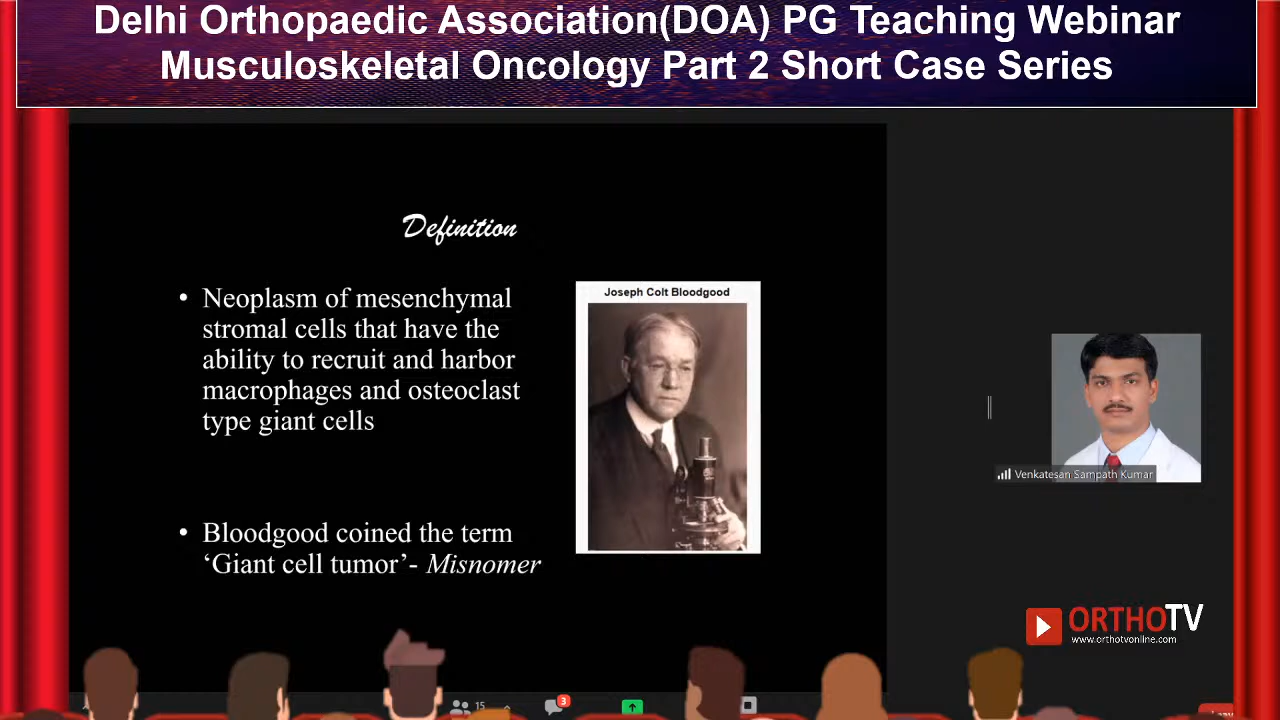 Delhi Orthopaedic Association(DOA) PG Teaching Webinar
Musculoskeletal Oncology Part 2 Short Case Series
Definition
• Neoplasm of mesenchymal
stromal cells that have the
ability to recruit and harbor
macrophages and osteoclast
type giant cells
Joseph Colt Bloodgood
• Bloodgood coined the term
‘Giant cell tumor’- Misnomer
Venkatesan Sampath Kumar
ORTHOTV
www.orthotvonline.com
15
3